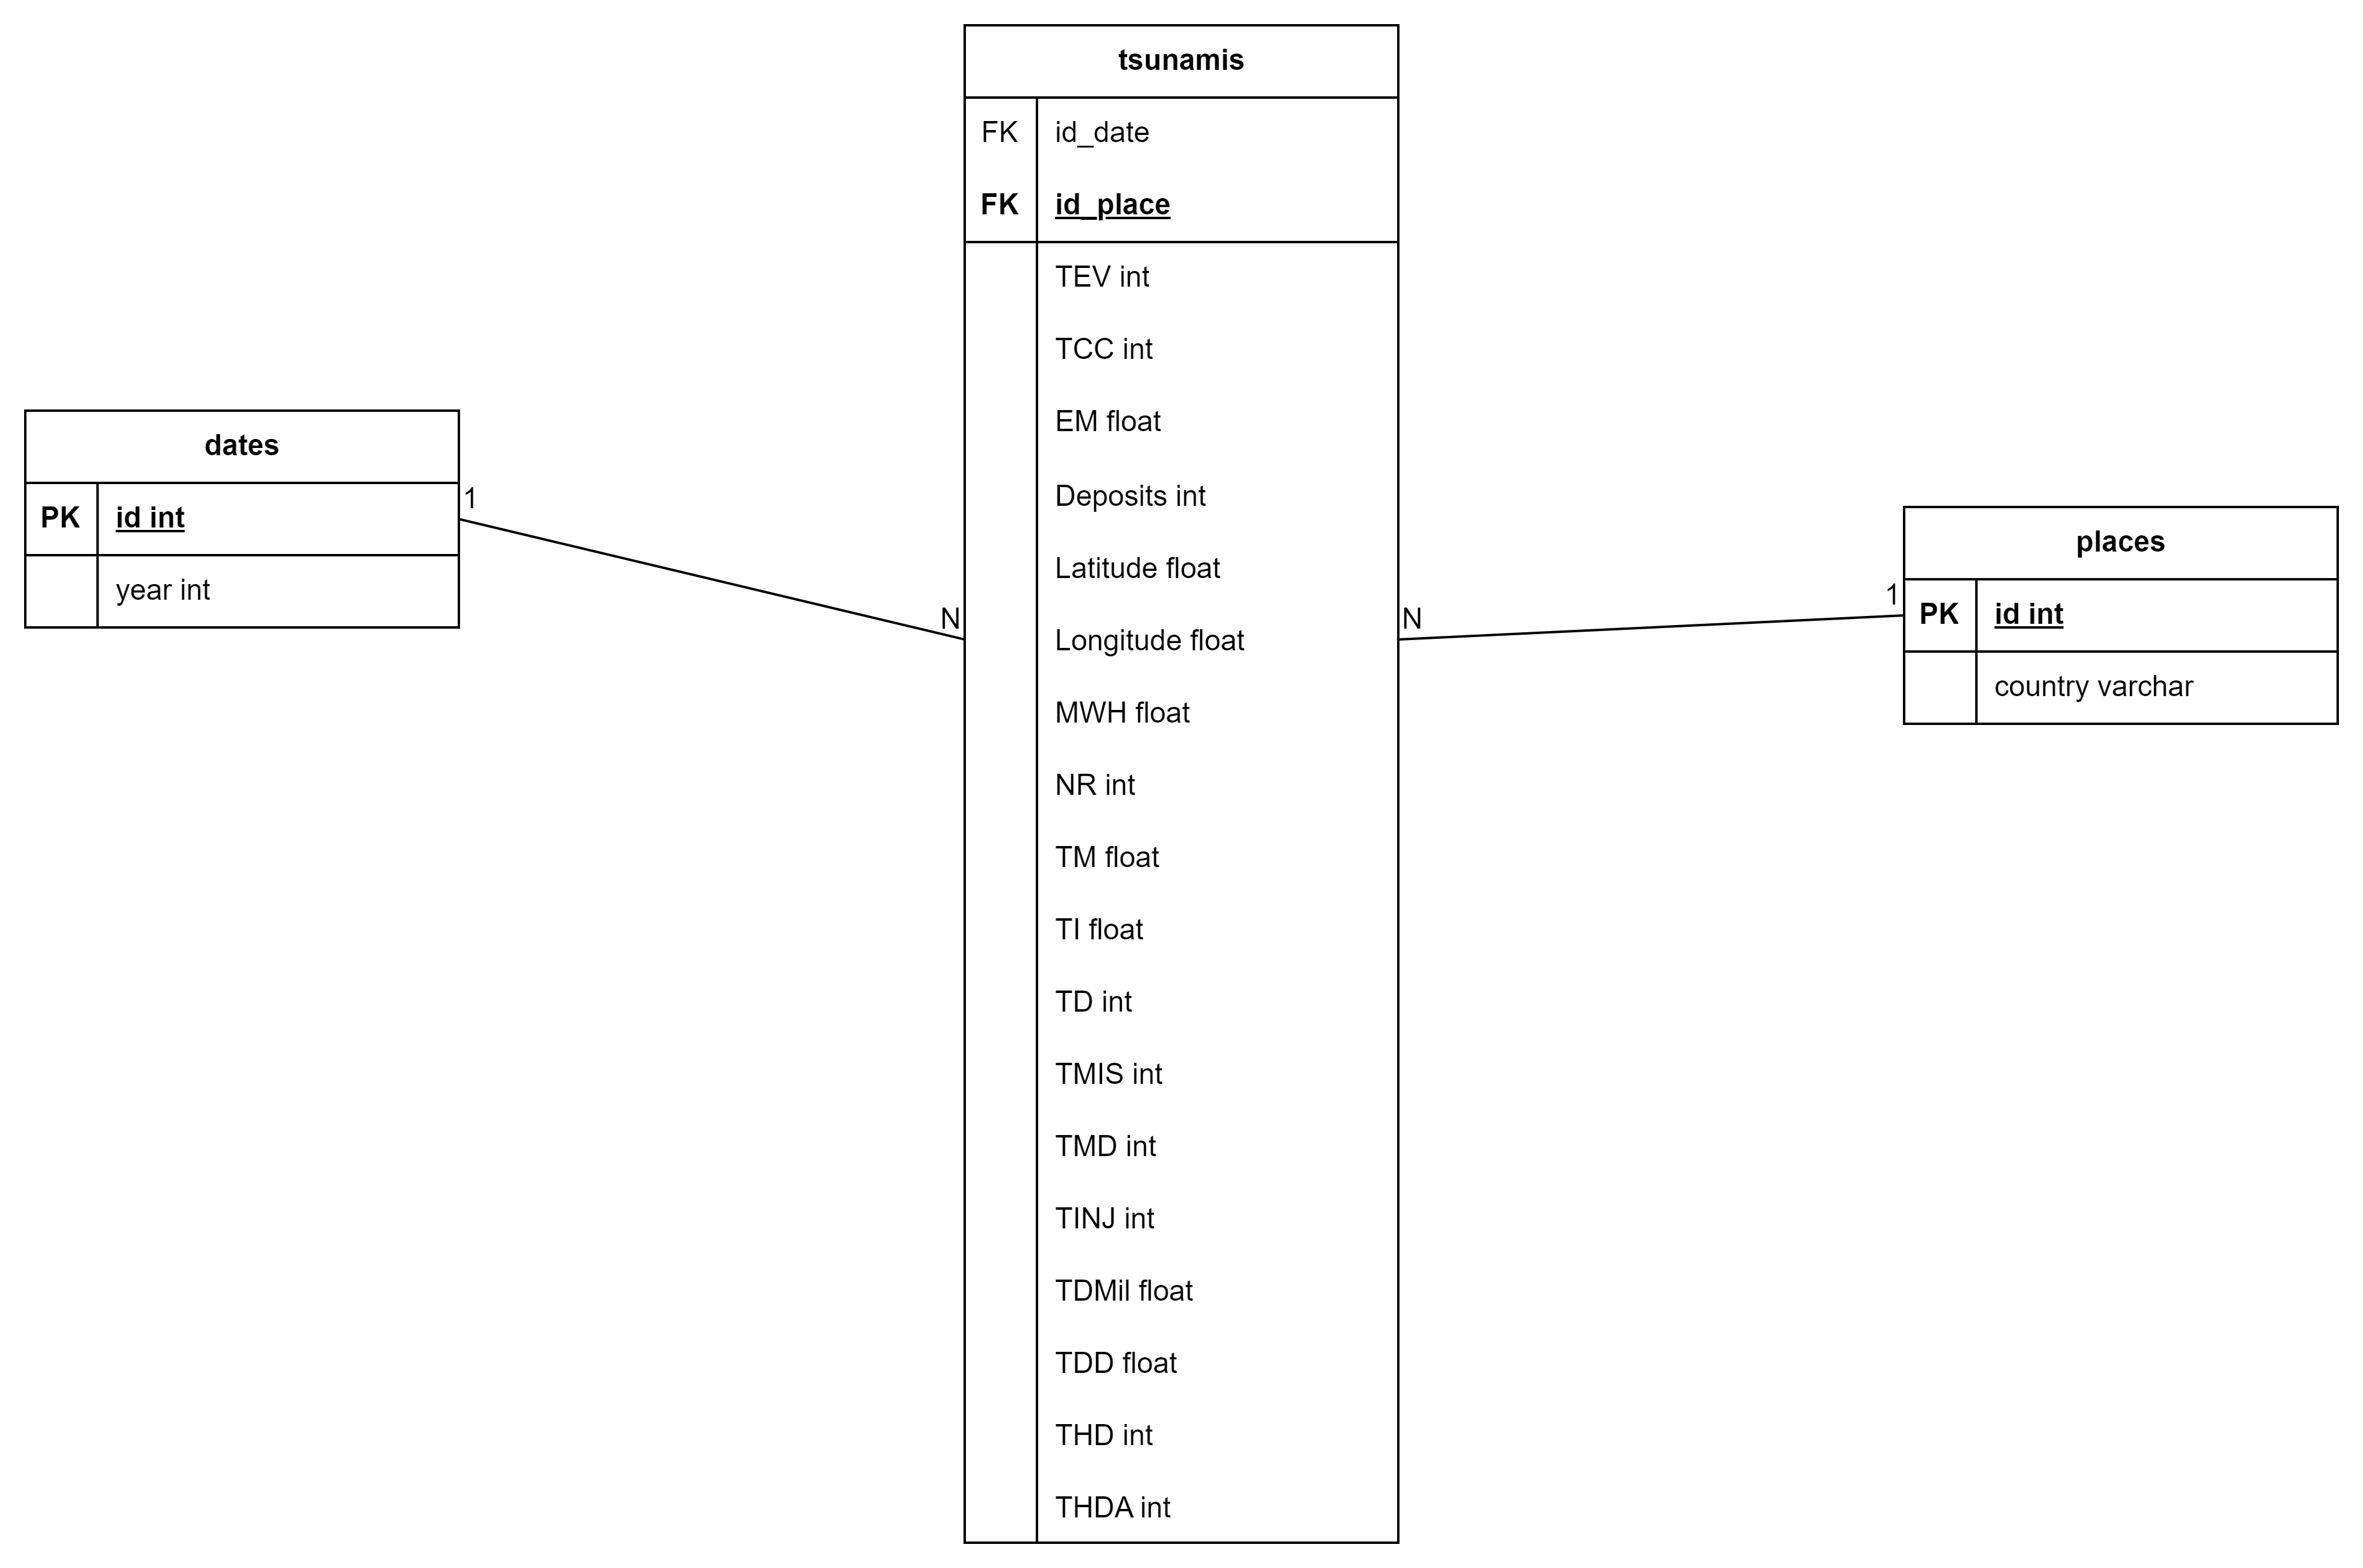 tsunamis
FK id_date
FK id_place
TEV int
TCC int
EM float
Deposits int
Latitude float
Longitude float
MWH float
NR int
TM float
TI float
TD int
TMIS int
TMD int
TINJ int
TDMil float
TDD float
THD int
THDA int
dates
PK id int
year int
1
N
N
1
places
PK id int
country varchar